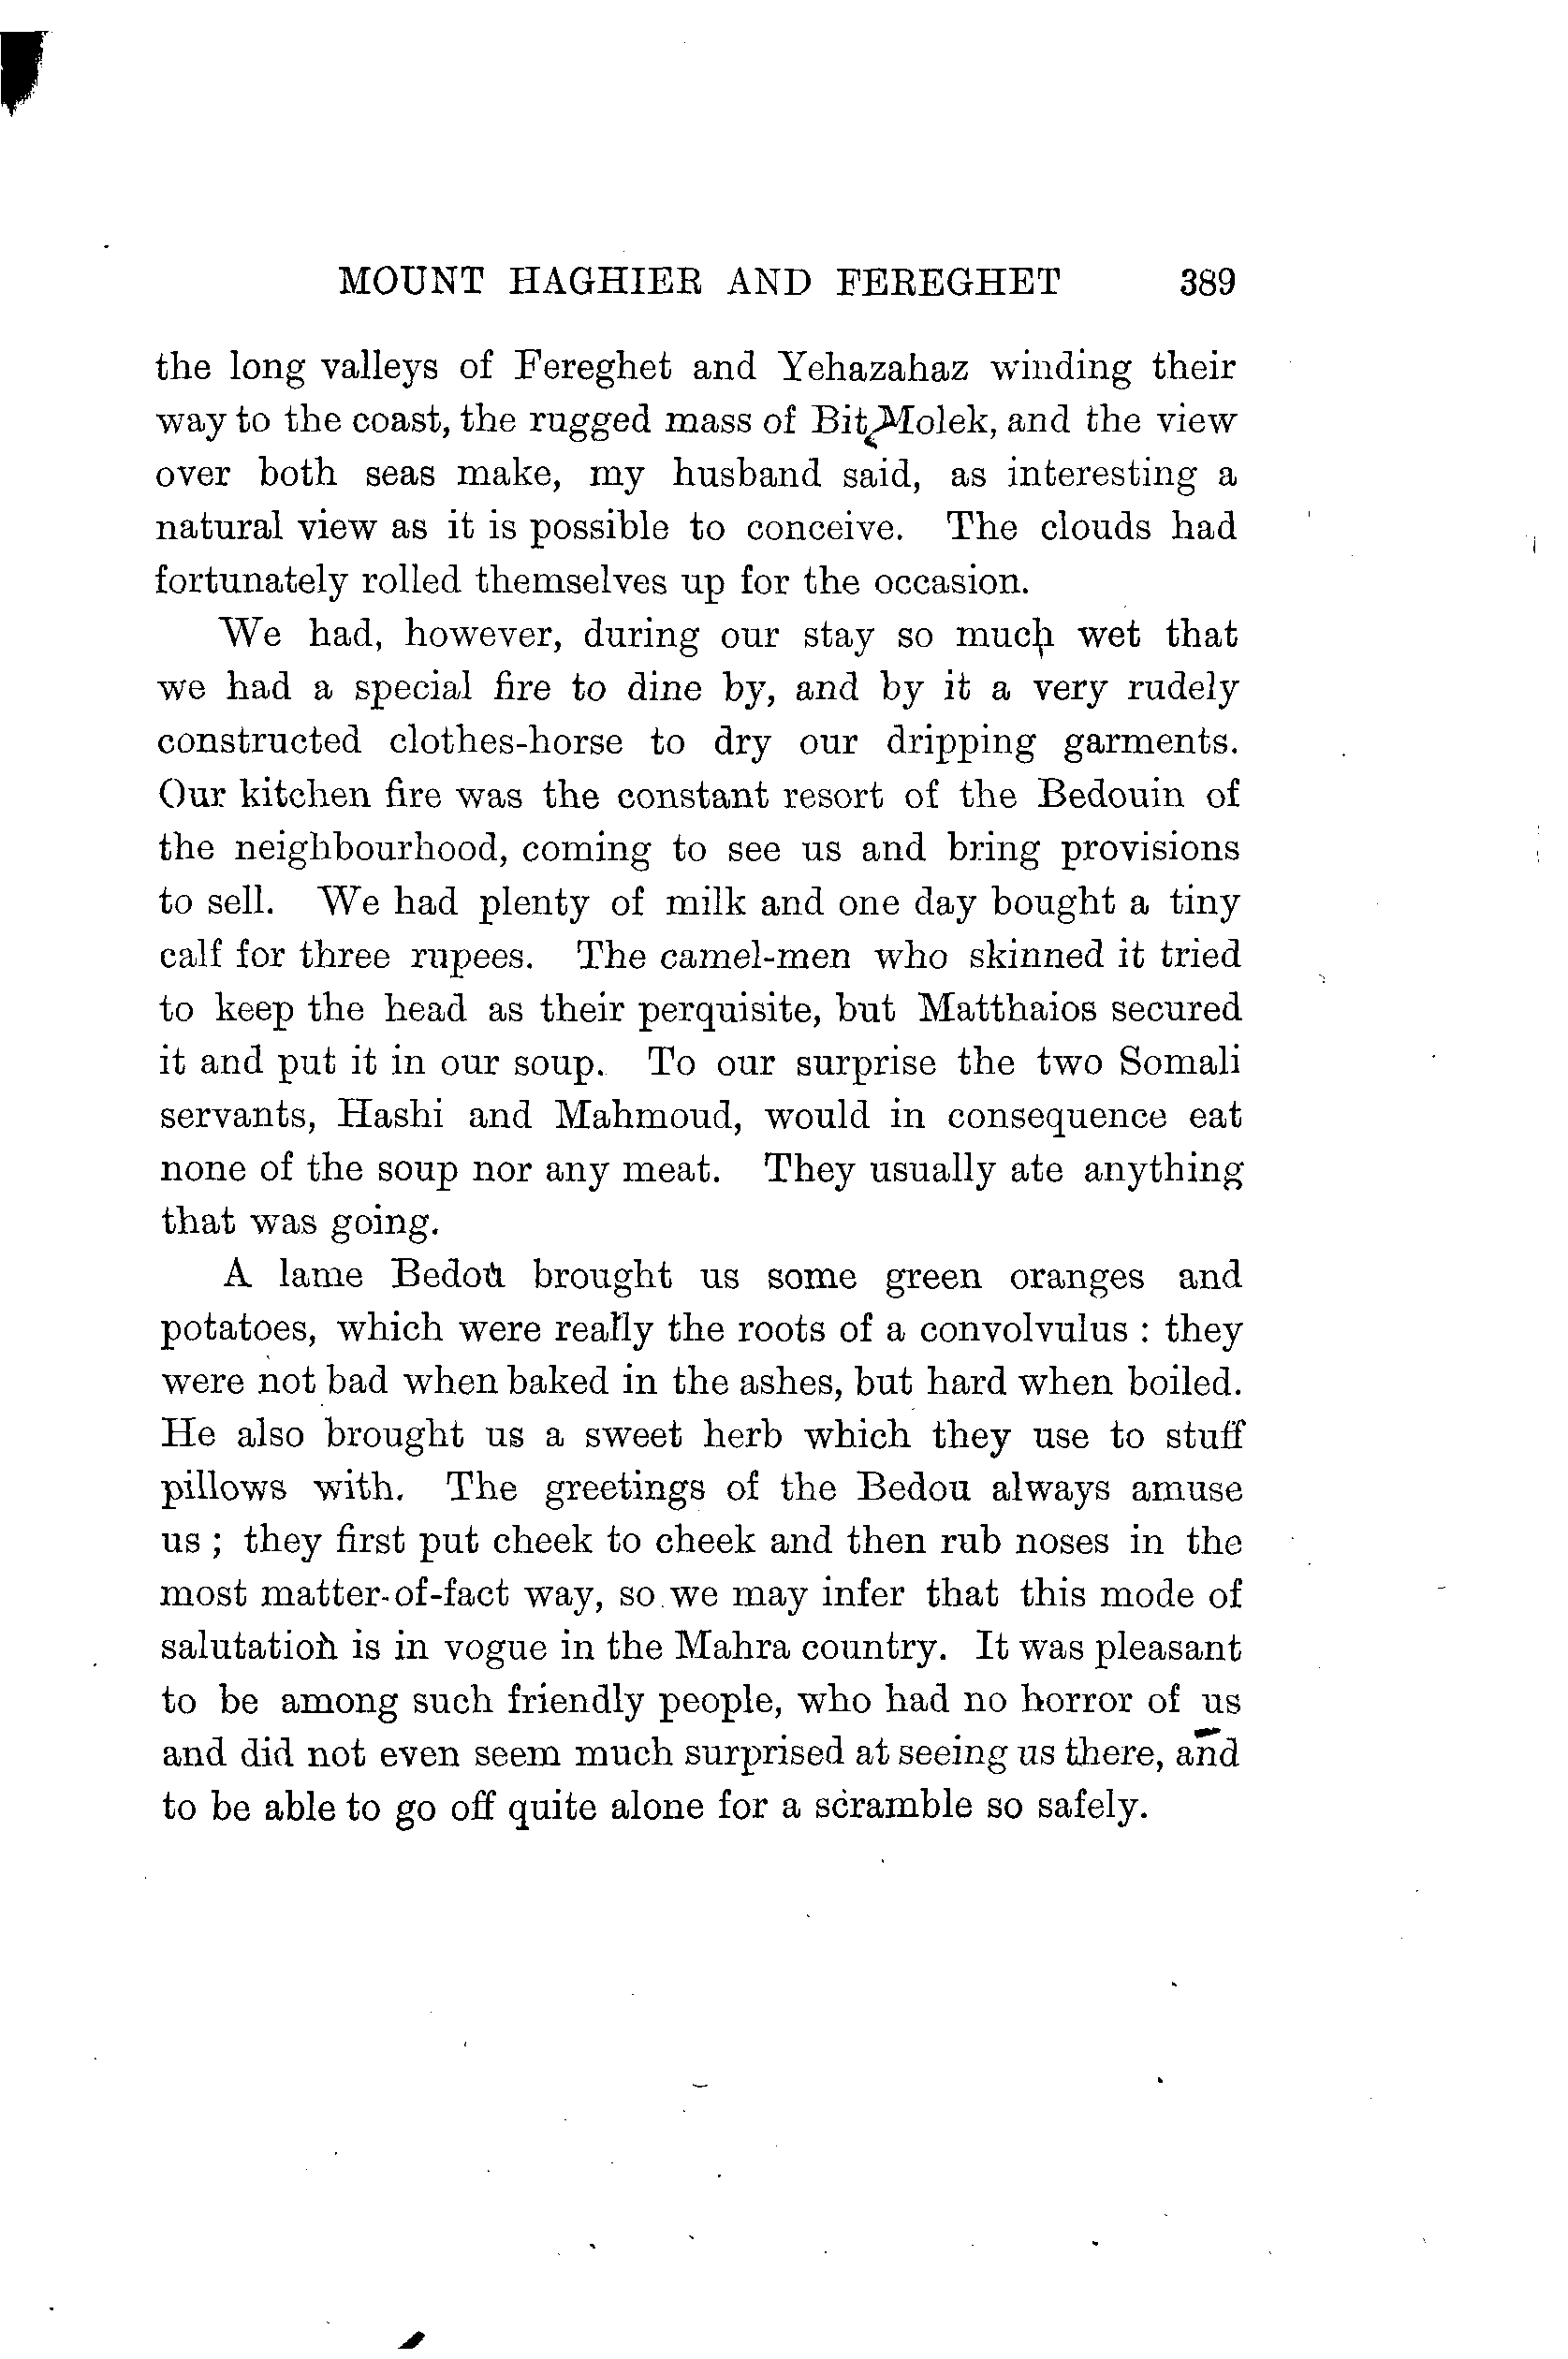 MOUNT HAGHIER AND FEREGHET 389
the long valleys of Fereghet and Yehazahaz winding their
way to the coast, the rugged mass of Bit Molek, and the view
over both seas make, my husband said, as interesting a
natural view as it is possible to conceive. The clouds had
fortunately rolled themselves up for the occasion.
We had, however, during our stay so much wet that
we had a special fire to dine by, and by it a very rudely
constructed clothes-horse to dry our dripping garments.
Our kitchen fire was the constant resort of the Bedouin of
the neighbourhood, coming to see us and bring provisions
to sell. We had plenty of milk and one day bought a tiny
calf for three rupees. The camel-men who skinned it tried
to keep the head as their perquisite, but Matthaios secured
it and put it in our soup. To our surprise the two Somali
servants, Hashi and Mahmoud, would in consequence eat
none of the soup nor any meat. They usually ate anything
that was going.
A lame Bedou brought us some green oranges and
potatoes, which were really the roots of a convolvulus : they
were not bad when baked in the ashes, but hard when boiled.
He also brought us a sweet herb which they use to stuff
pillows with. The greetings of the Bedou always amuse
us ; they first put cheek to cheek and then rub noses in the
most matter-of-fact way, so we may infer that this mode of
salutation is in vogue in the Mahra country. It was pleasant
to be among such friendly people, who had no horror of us
and did not even seem much surprised at seeing us there, and
to be able to go off quite alone for a scramble so safely.